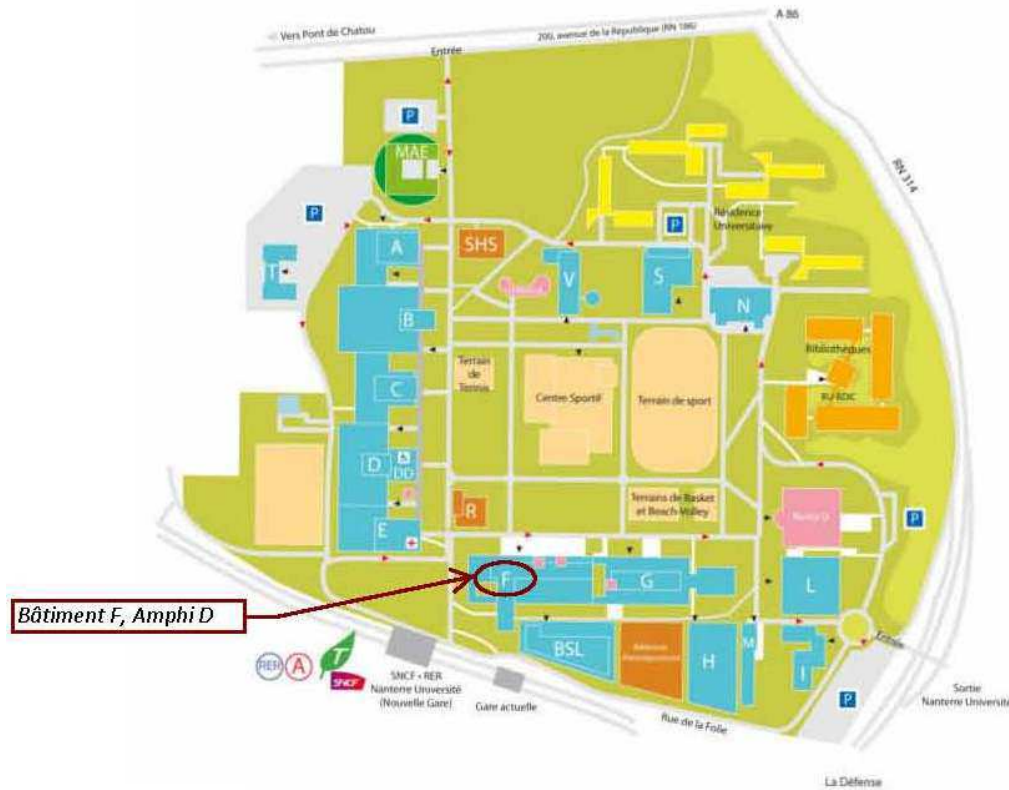 A 86
Vers Pont de Chatou
200, avenue de la République (RN 186)
Entrée
P
MAE
RN 314
P
P
Résidence
Universitaire
A
SHS
T
V
S
N
B
Terrain
de
Tennis
Centre Sportif
Terrain de sport
Bibliothèques
BU-BDIC
C
D
DD
R
Terrains de Basket
et Beach-Volley
P
E
F
G
L
Bâtiment F, Amphi D
BSL
H
M
I
Entrée
RER
A
T
SNCF
SNCF • RER
Nanterre Université
(Nouvelle Gare)
Gare actuelle
Rue de la Folie
P
Sortie
Nanterre Université
La Défense